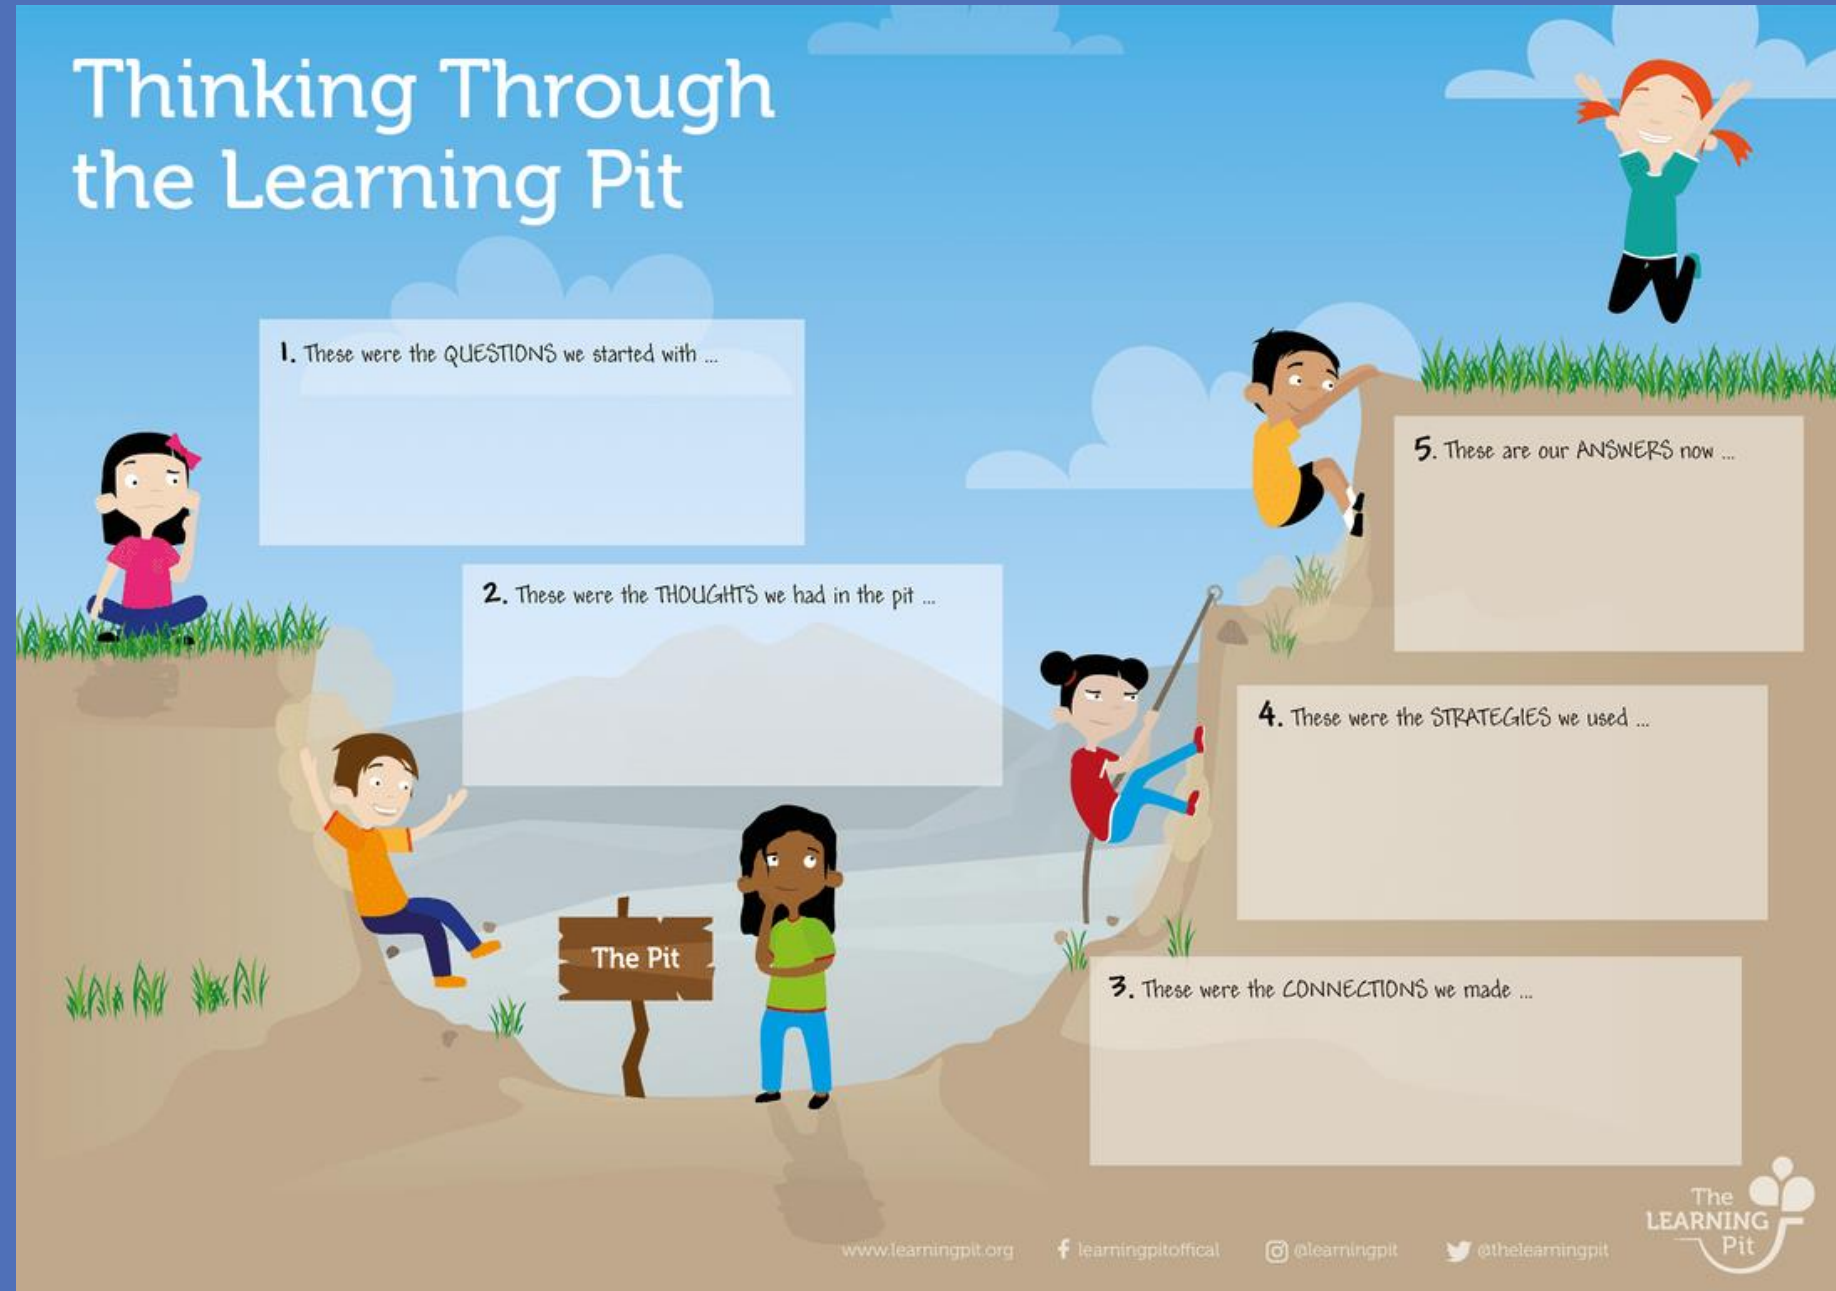 Thinking Through
the Learning Pit
1. These were the QUESTIONS we started with ...
2. These were the THOUGHTS we had in the pit ...
The Pit
3. These were the CONNECTIONS we made ...
4. These were the STRATEGIES we used ...
5. These are our ANSWERS now ...
www.learningpit.org
learningpitoffical
@learningpit
@thelearningpit
The
LEARNING
Pit